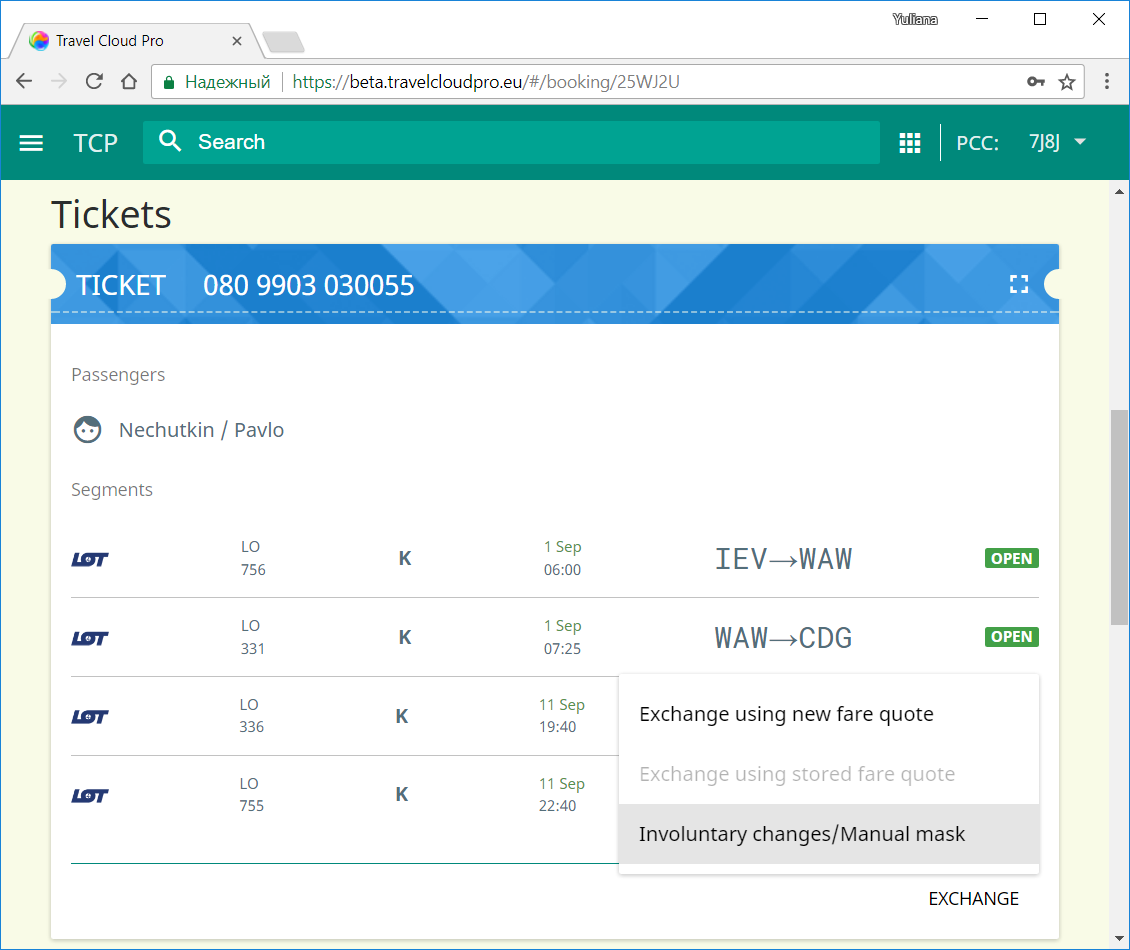 Yuliana
Travel Cloud Pro
Надежный https://beta.travelcloudpro.eu/#/booking/25WJ2U
TCP Search PCC: 7J8J
Tickets
TICKET 080 9903 030055
Passengers
Nechutkin / Pavlo
Segments
LOT LO 756 K 1 Sep 06:00 IEV→WAW OPEN
LOT LO 331 K 1 Sep 07:25 WAW→CDG OPEN
LOT LO 336 K 11 Sep 19:40
LOT LO 755 K 11 Sep 22:40
Exchange using new fare quote
Exchange using stored fare quote
Involuntary changes/Manual mask
EXCHANGE